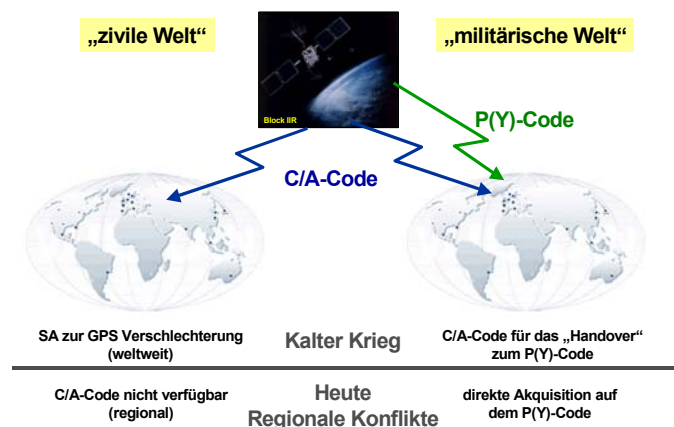 „zivile Welt“
„militärische Welt“
Block IIR
P(Y)-Code
C/A-Code
SA zur GPS Verschlechterung
(weltweit)
Kalter Krieg
C/A-Code für das „Handover“
zum P(Y)-Code
C/A-Code nicht verfügbar
(regional)
Heute
Regionale Konflikte
direkte Akquisition auf
dem P(Y)-Code